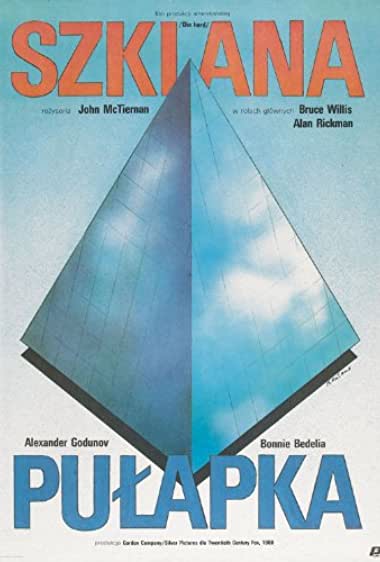 film produkcji amerykańskiej
/Die hard/
SZKLANA
reżyseria John McTiernan
w rolach głównych Bruce Willis
Alan Rickman
Alexander Godunov
Bonnie Bedelia
PUŁAPKA
produkcja Gordon Company/Silver Pictures dla Twentieth Century Fox, 1988